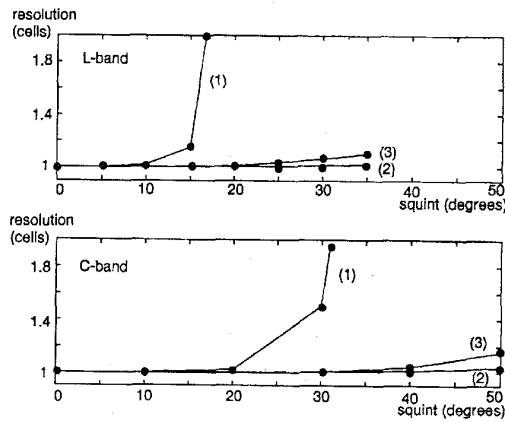 resolution
(cells)
1.8
1.4
1
L-band
(1)
(3)
(2)
0 10 20 30 40 50
squint (degrees)
resolution
(cells)
1.8
1.4
1
C-band
(1)
(3)
(2)
0 10 20 30 40 50
squint (degrees)